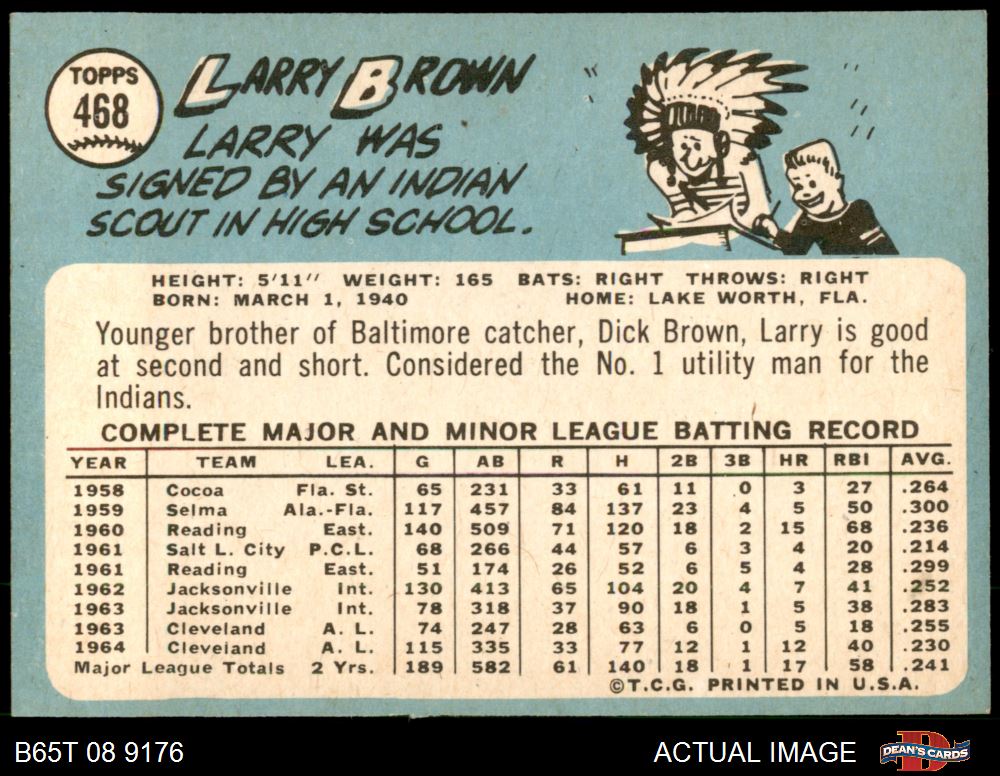 TOPPS
468
LARRY BROWN
LARRY WAS
SIGNED BY AN INDIAN
SCOUT IN HIGH SCHOOL.
HEIGHT: 5'11" WEIGHT: 165 BATS: RIGHT THROWS: RIGHT
BORN: MARCH 1, 1940 HOME: LAKE WORTH, FLA.
Younger brother of Baltimore catcher, Dick Brown, Larry is good
at second and short. Considered the No. 1 utility man for the
Indians.
COMPLETE MAJOR AND MINOR LEAGUE BATTING RECORD
YEAR TEAM LEA. G AB R H 2B 3B HR RBI AVG.
1958 Cocoa Fla. St. 65 231 33 61 11 0 3 27 .264
1959 Selma Ala.-Fla. 117 457 84 137 23 4 5 50 .300
1960 Reading East. 140 509 71 120 18 2 15 68 .236
1961 Salt L. City P.C.L. 68 266 44 57 6 3 4 20 .214
1961 Reading East. 51 174 26 52 6 5 4 28 .299
1962 Jacksonville Int. 130 413 65 104 20 4 7 41 .252
1963 Jacksonville Int. 78 318 37 90 18 1 5 38 .283
1963 Cleveland A. L. 74 247 28 63 6 0 5 18 .255
1964 Cleveland A. L. 115 335 33 77 12 1 12 40 .230
Major League Totals 2 Yrs. 189 582 61 140 18 1 17 58 .241
©T.C.G. PRINTED IN U.S.A.
B65T 08 9176 ACTUAL IMAGE DEAN'S CARDS